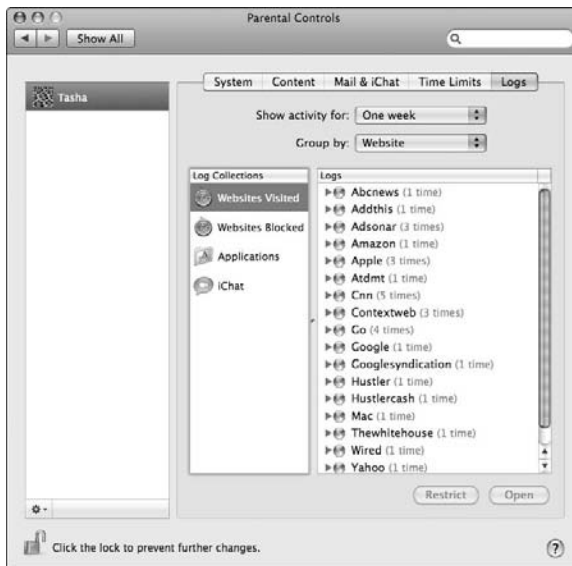 Parental Controls
Show All
Tasha
System Content Mail & iChat Time Limits Logs
Show activity for: One week
Group by: Website
Log Collections
Websites Visited
Websites Blocked
Applications
iChat
Logs
Abcnews (1 time)
Addthis (1 time)
Adsonar (3 times)
Amazon (1 time)
Apple (3 times)
Atdmt (1 time)
Cnn (5 times)
Contextweb (3 times)
Go (4 times)
Google (1 time)
Googlesyndication (1 time)
Hustler (1 time)
Hustlercash (1 time)
Mac (1 time)
Thewhitehouse (1 time)
Wired (1 time)
Yahoo (1 time)
Restrict Open
Click the lock to prevent further changes.
?